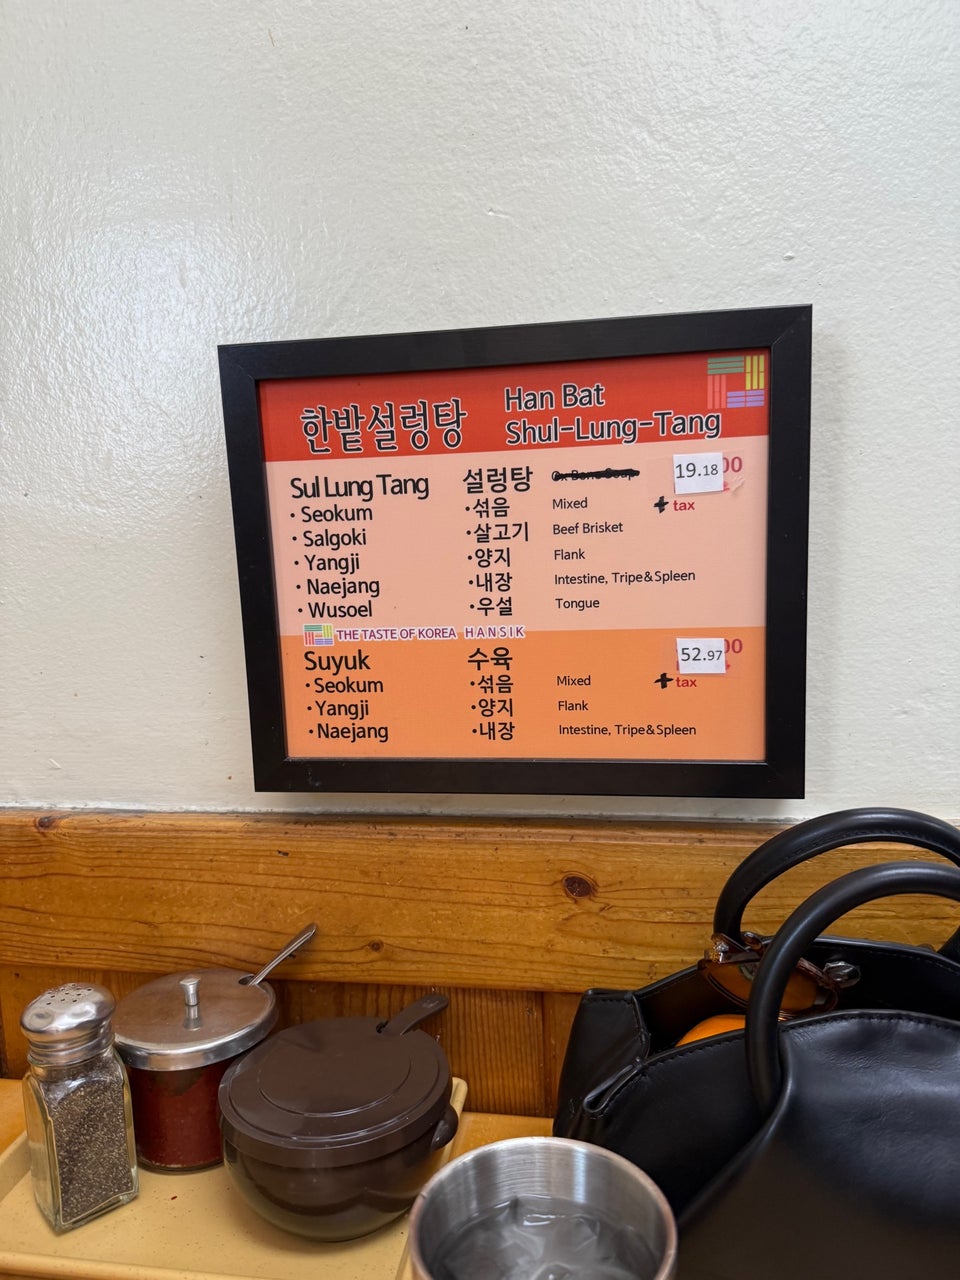 한밭설렁탕 Han Bat
Shul-Lung-Tang
Sul Lung Tang 설렁탕 19.18 00
· Seokum ·섞음 Mixed + tax
· Salgoki ·살고기 Beef Brisket
· Yangji ·양지 Flank
· Naejang ·내장 Intestine, Tripe&Spleen
· Wusoel ·우설 Tongue
THE TASTE OF KOREA HANSIK
Suyuk 수육 52.97 00
· Seokum ·섞음 Mixed + tax
· Yangji ·양지 Flank
· Naejang ·내장 Intestine, Tripe&Spleen